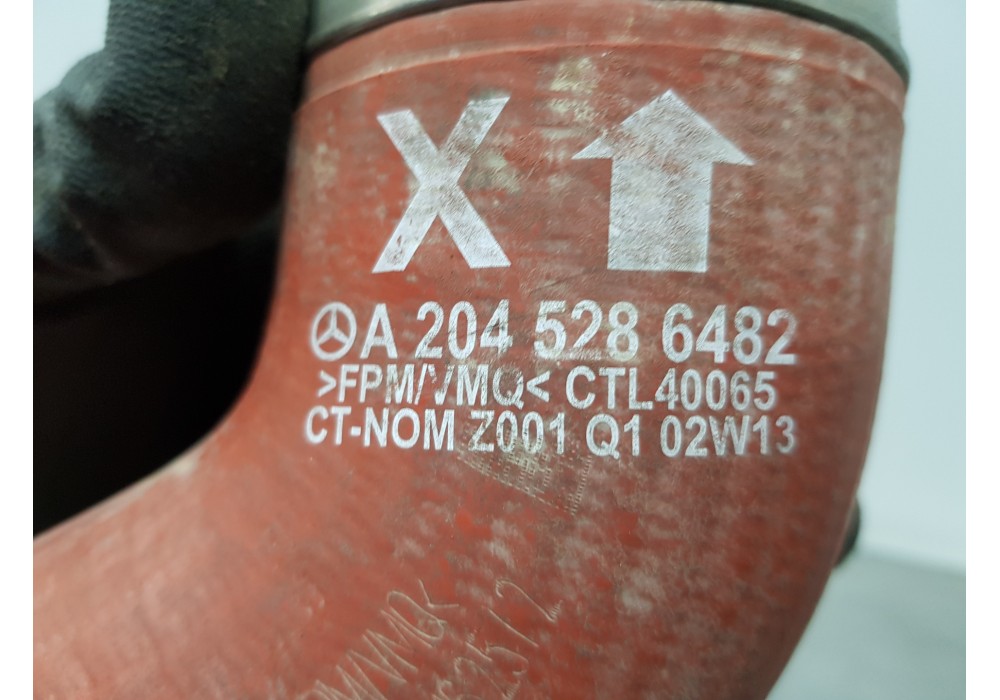 X
A 204 528 6482
>FPM/VMQ< CTL40065
CT-NOM Z001 Q1 02W13